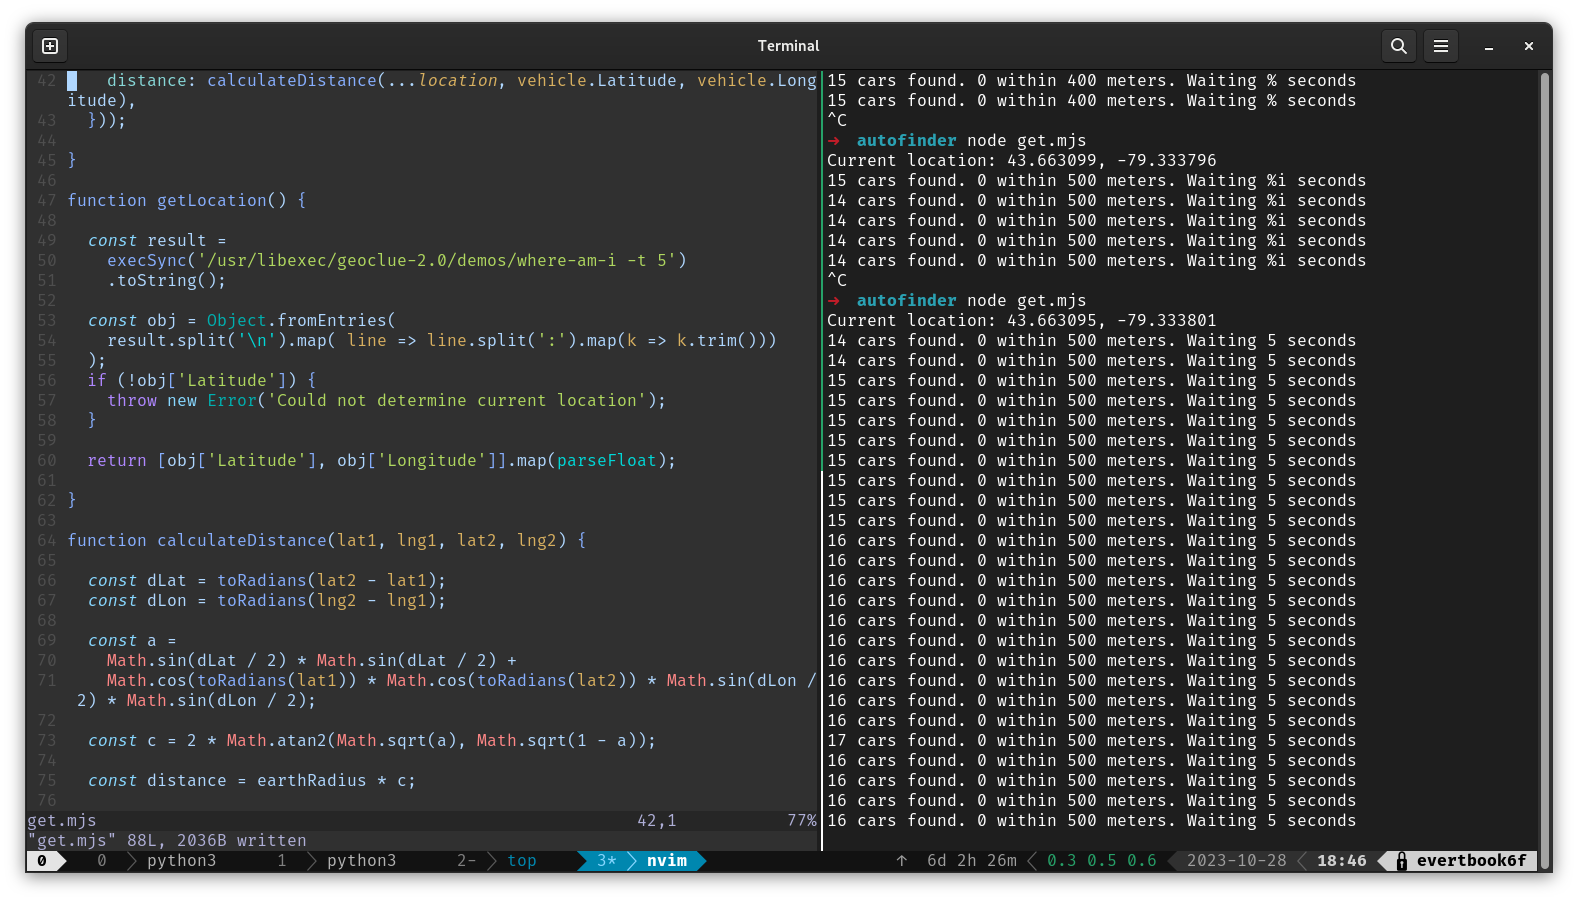 Terminal
42     distance: calculateDistance(...location, vehicle.Latitude, vehicle.Long
itude),
43   }));
44
45 }
46
47 function getLocation() {
48
49   const result =
50     execSync('/usr/libexec/geoclue-2.0/demos/where-am-i -t 5')
51     .toString();
52
53   const obj = Object.fromEntries(
54     result.split('\n').map( line => line.split(':').map(k => k.trim()))
55   );
56   if (!obj['Latitude']) {
57     throw new Error('Could not determine current location');
58   }
59
60   return [obj['Latitude'], obj['Longitude']].map(parseFloat);
61
62 }
63
64 function calculateDistance(lat1, lng1, lat2, lng2) {
65
66   const dLat = toRadians(lat2 - lat1);
67   const dLon = toRadians(lng2 - lng1);
68
69   const a =
70     Math.sin(dLat / 2) * Math.sin(dLat / 2) +
71     Math.cos(toRadians(lat1)) * Math.cos(toRadians(lat2)) * Math.sin(dLon /
 2) * Math.sin(dLon / 2);
72
73   const c = 2 * Math.atan2(Math.sqrt(a), Math.sqrt(1 - a));
74
75   const distance = earthRadius * c;
76
get.mjs 42,1 77%
"get.mjs" 88L, 2036B written
15 cars found. 0 within 400 meters. Waiting % seconds
15 cars found. 0 within 400 meters. Waiting % seconds
^C
→ autofinder node get.mjs
Current location: 43.663099, -79.333796
15 cars found. 0 within 500 meters. Waiting %i seconds
14 cars found. 0 within 500 meters. Waiting %i seconds
14 cars found. 0 within 500 meters. Waiting %i seconds
14 cars found. 0 within 500 meters. Waiting %i seconds
14 cars found. 0 within 500 meters. Waiting %i seconds
^C
→ autofinder node get.mjs
Current location: 43.663095, -79.333801
14 cars found. 0 within 500 meters. Waiting 5 seconds
14 cars found. 0 within 500 meters. Waiting 5 seconds
15 cars found. 0 within 500 meters. Waiting 5 seconds
15 cars found. 0 within 500 meters. Waiting 5 seconds
15 cars found. 0 within 500 meters. Waiting 5 seconds
15 cars found. 0 within 500 meters. Waiting 5 seconds
15 cars found. 0 within 500 meters. Waiting 5 seconds
15 cars found. 0 within 500 meters. Waiting 5 seconds
15 cars found. 0 within 500 meters. Waiting 5 seconds
15 cars found. 0 within 500 meters. Waiting 5 seconds
16 cars found. 0 within 500 meters. Waiting 5 seconds
16 cars found. 0 within 500 meters. Waiting 5 seconds
16 cars found. 0 within 500 meters. Waiting 5 seconds
16 cars found. 0 within 500 meters. Waiting 5 seconds
16 cars found. 0 within 500 meters. Waiting 5 seconds
16 cars found. 0 within 500 meters. Waiting 5 seconds
16 cars found. 0 within 500 meters. Waiting 5 seconds
16 cars found. 0 within 500 meters. Waiting 5 seconds
16 cars found. 0 within 500 meters. Waiting 5 seconds
16 cars found. 0 within 500 meters. Waiting 5 seconds
17 cars found. 0 within 500 meters. Waiting 5 seconds
16 cars found. 0 within 500 meters. Waiting 5 seconds
16 cars found. 0 within 500 meters. Waiting 5 seconds
16 cars found. 0 within 500 meters. Waiting 5 seconds
16 cars found. 0 within 500 meters. Waiting 5 seconds
0 0 python3 1 python3 2- top 3* nvim ↑ 6d 2h 26m 0.3 0.5 0.6 2023-10-28 18:46 evertbook6f